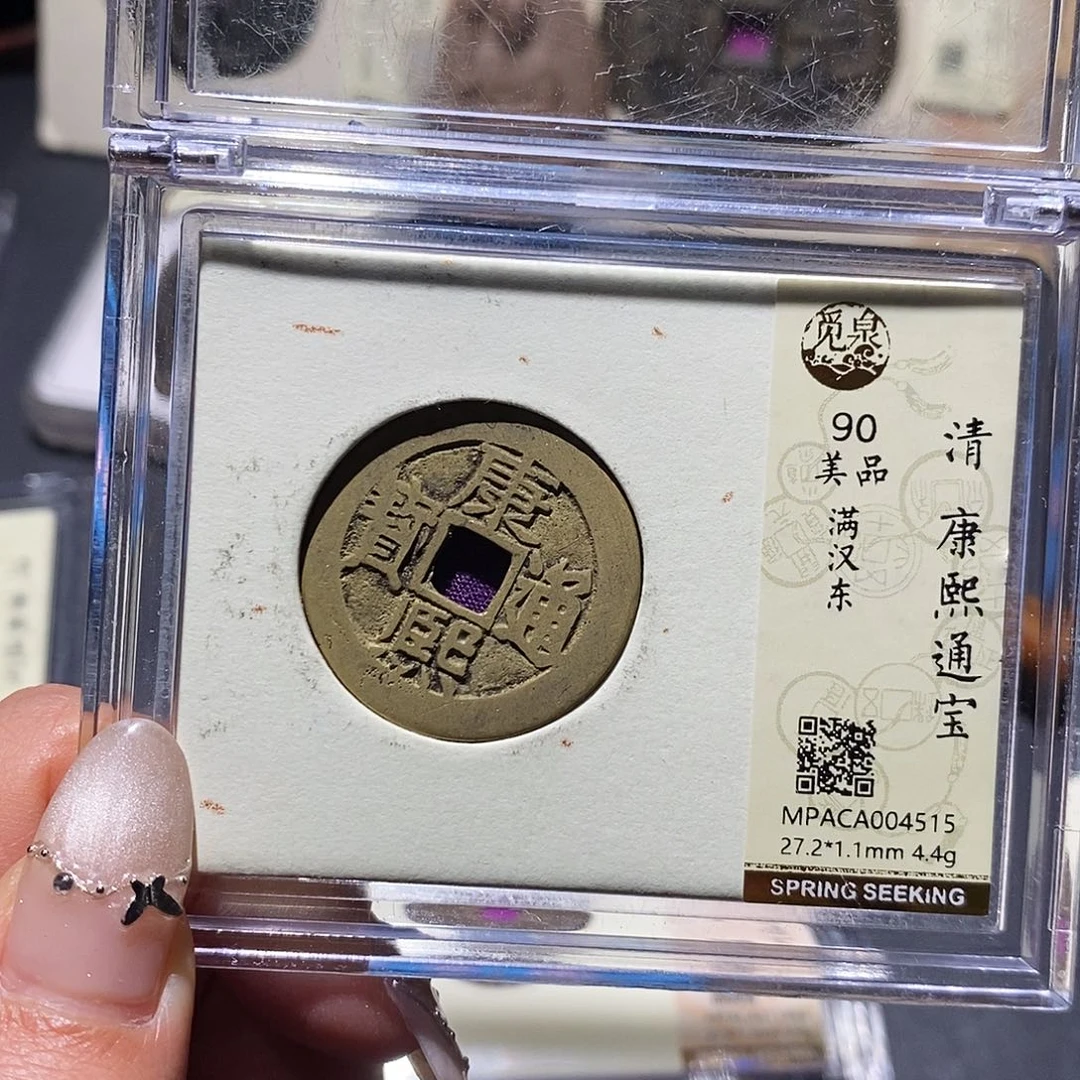 觅泉
90
美品
满汉东
清 康熙通宝
MPACA004515
27.2*1.1mm 4.4g
SPRING SEEKING
康熙通寶